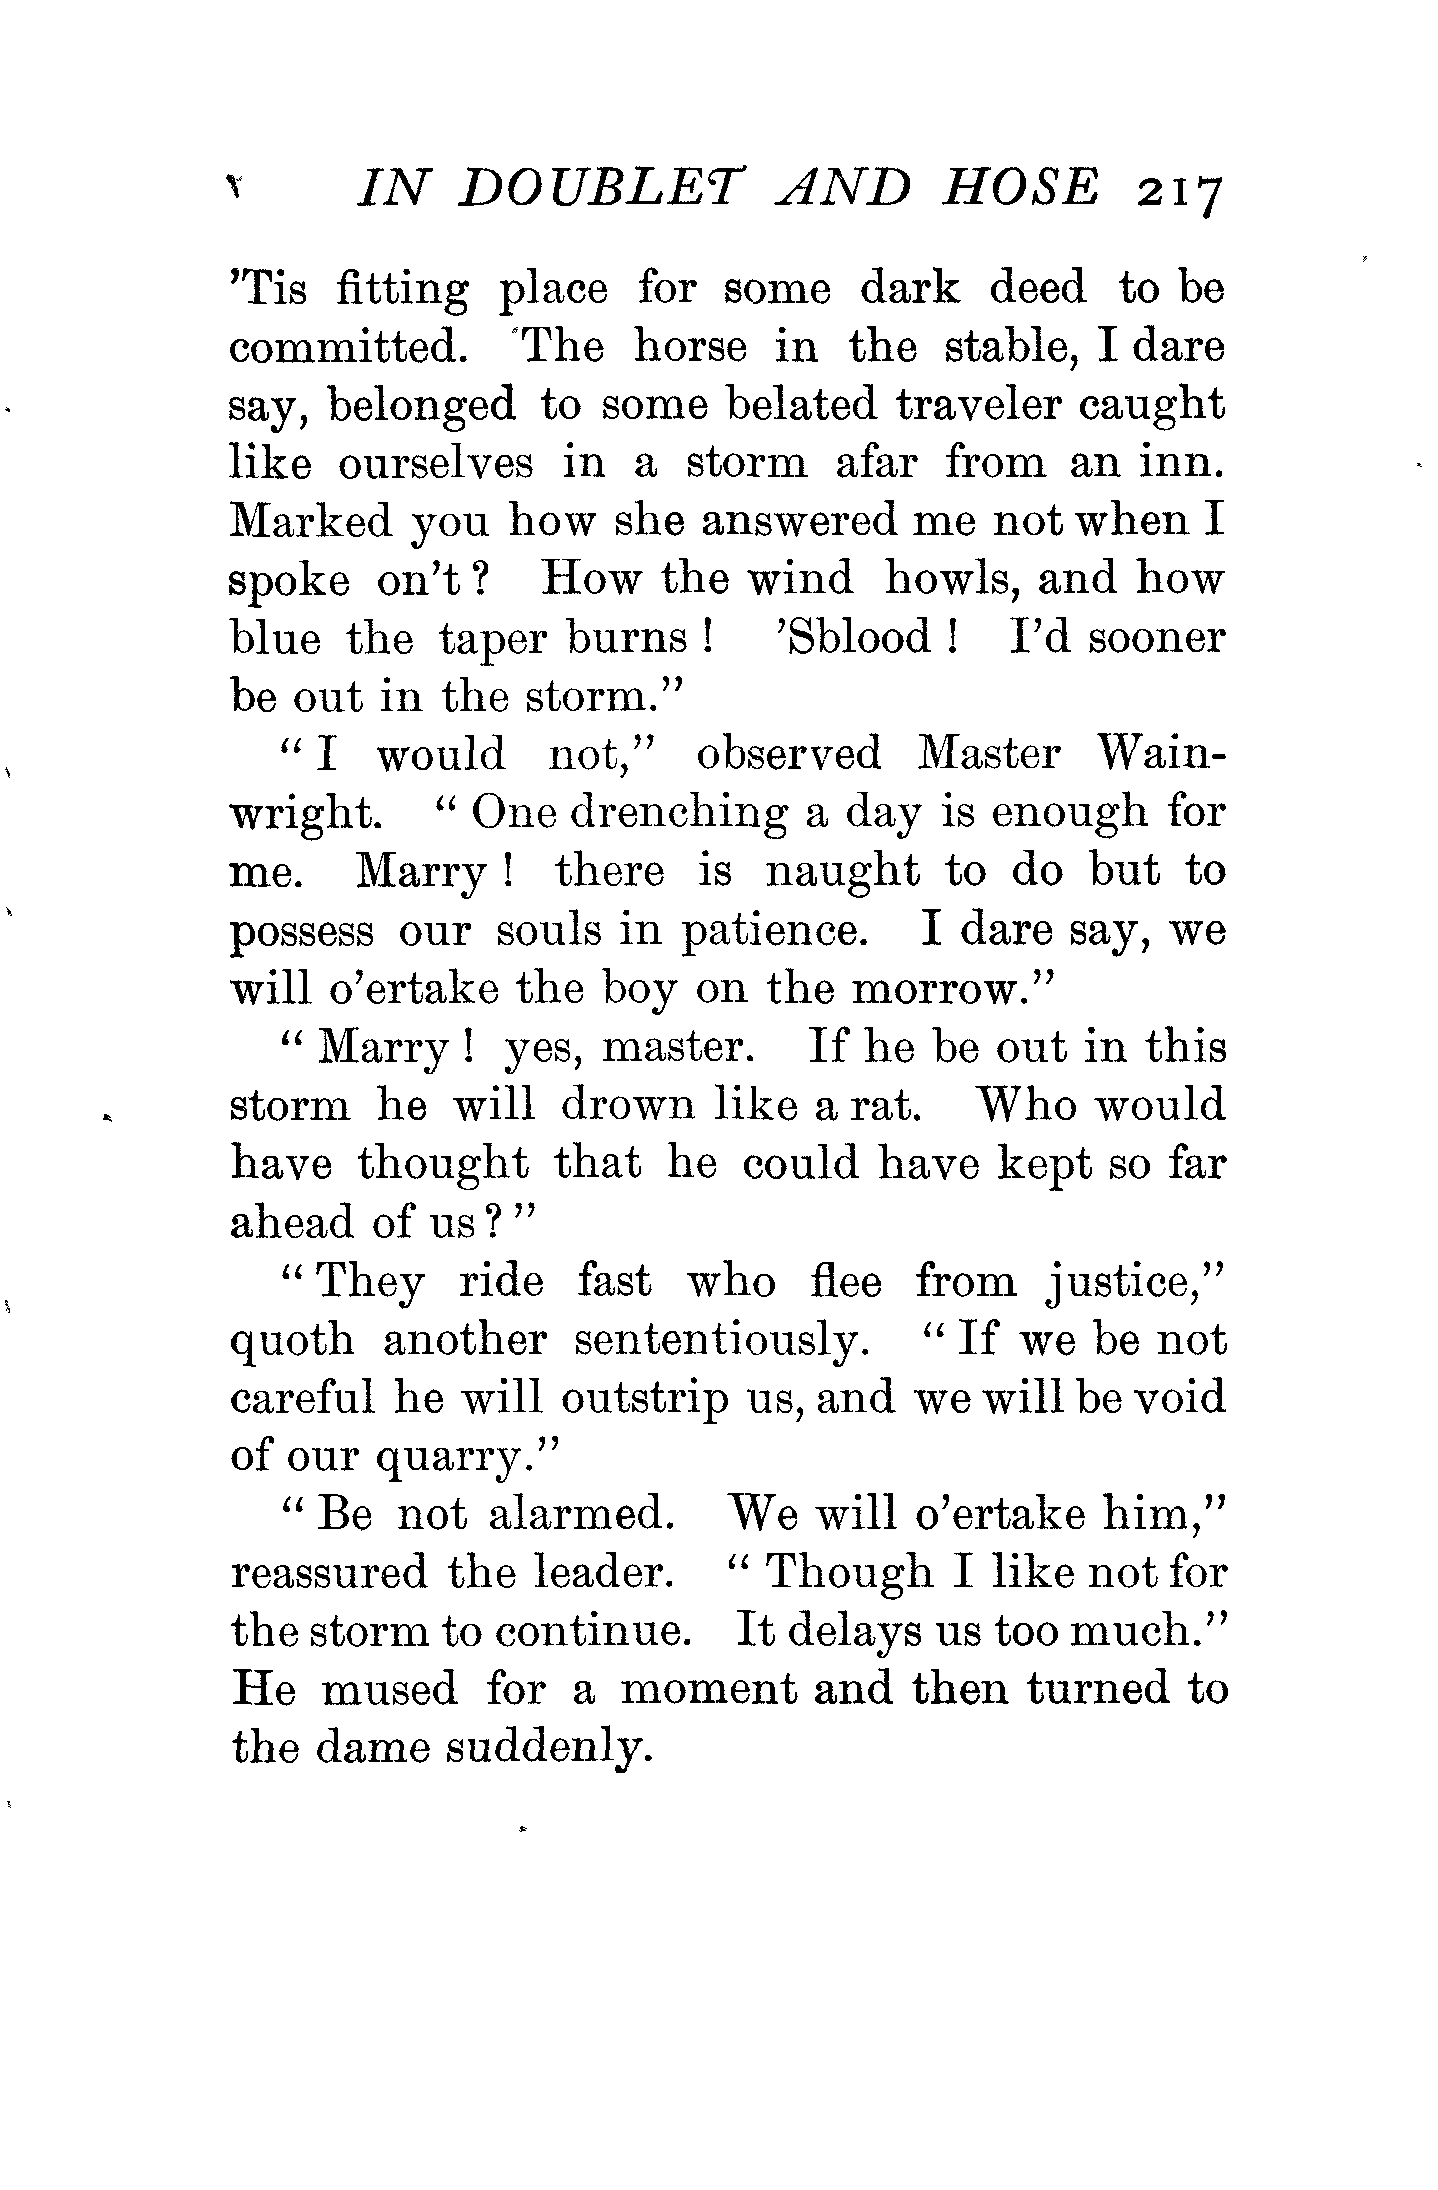 IN DOUBLET AND HOSE 217
’Tis fitting place for some dark deed to be
committed. The horse in the stable, I dare
say, belonged to some belated traveler caught
like ourselves in a storm afar from an inn.
Marked you how she answered me not when I
spoke on’t? How the wind howls, and how
blue the taper burns! ’Sblood! I’d sooner
be out in the storm.”
“I would not,” observed Master Wain-
wright. “One drenching a day is enough for
me. Marry! there is naught to do but to
possess our souls in patience. I dare say, we
will o’ertake the boy on the morrow.”
“Marry! yes, master. If he be out in this
storm he will drown like a rat. Who would
have thought that he could have kept so far
ahead of us?”
“They ride fast who flee from justice,”
quoth another sententiously. “If we be not
careful he will outstrip us, and we will be void
of our quarry.”
“Be not alarmed. We will o’ertake him,”
reassured the leader. “Though I like not for
the storm to continue. It delays us too much.”
He mused for a moment and then turned to
the dame suddenly.